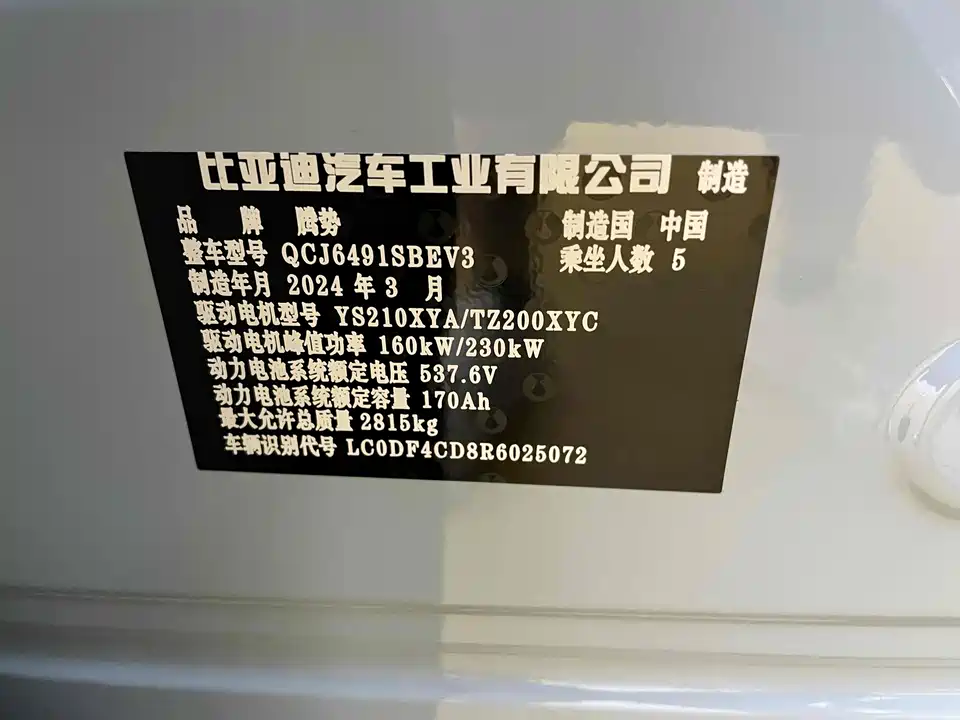 比亚迪汽车工业有限公司 制造
品 牌 腾势 制造国 中国
整车型号 QCJ6491SBEV3 乘坐人数 5
制造年月 2024 年 3 月
驱动电机型号 YS210XYA/TZ200XYC
驱动电机峰值功率 160kW/230kW
动力电池系统额定电压 537.6V
动力电池系统额定容量 170Ah
最大允许总质量 2815kg
车辆识别代号 LC0DF4CD8R6025072